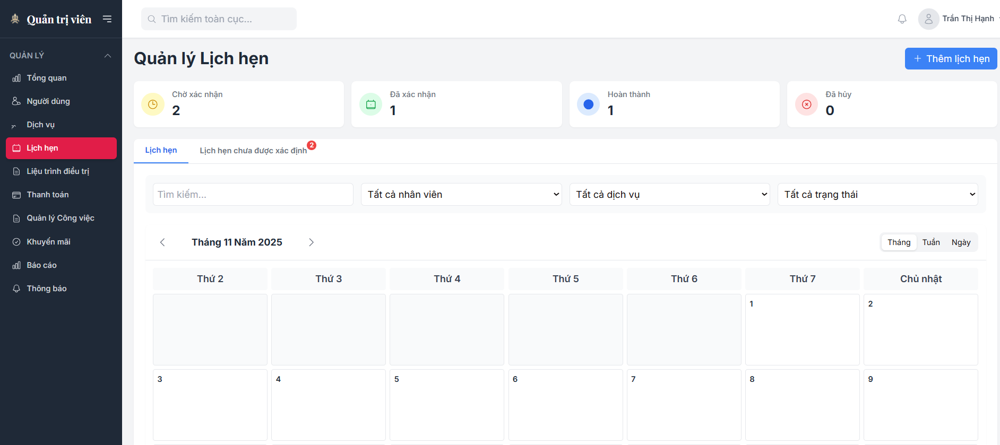 Quản trị viên
Tìm kiếm toàn cục...
Trần Thị Hạnh
QUẢN LÝ
Tổng quan
Người dùng
Dịch vụ
Lịch hẹn
Liệu trình điều trị
Thanh toán
Quản lý Công việc
Khuyến mãi
Báo cáo
Thông báo
Quản lý Lịch hẹn
Thêm lịch hẹn
Chờ xác nhận
2
Đã xác nhận
1
Hoàn thành
1
Đã hủy
0
Lịch hẹn
Lịch hẹn chưa được xác định 2
Tìm kiếm...
Tất cả nhân viên
Tất cả dịch vụ
Tất cả trạng thái
Tháng 11 Năm 2025
Tháng Tuần Ngày
Thứ 2 Thứ 3 Thứ 4 Thứ 5 Thứ 6 Thứ 7 Chủ nhật
1 2
3 4 5 6 7 8 9